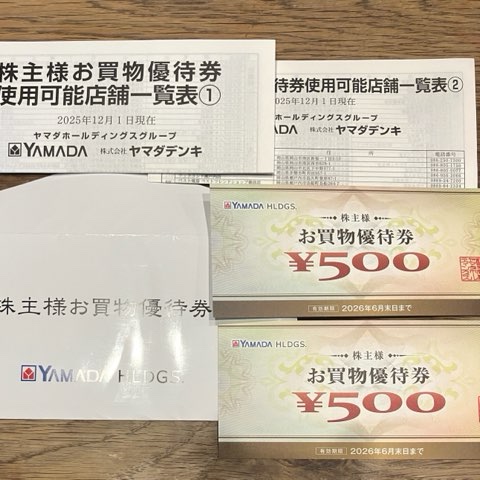 株主様お買物優待券
使用可能店舗一覧表①
2025年12月1日現在
ヤマダホールディングスグループ
YAMADA 株式会社 ヤマダデンキ
待券使用可能店舗一覧表②
025年12月1日現在
ホールディングスグループ
株式会社 ヤマダデンキ
住所
電話番号
株主様お買物優待券
YAMADA HLDGS.
YAMADA HLDGS.
株主様
お買物優待券
¥500
有効期限 2026年6月末日まで
YAMADA HLDGS.
株主様
お買物優待券
¥500
有効期限 2026年6月末日まで